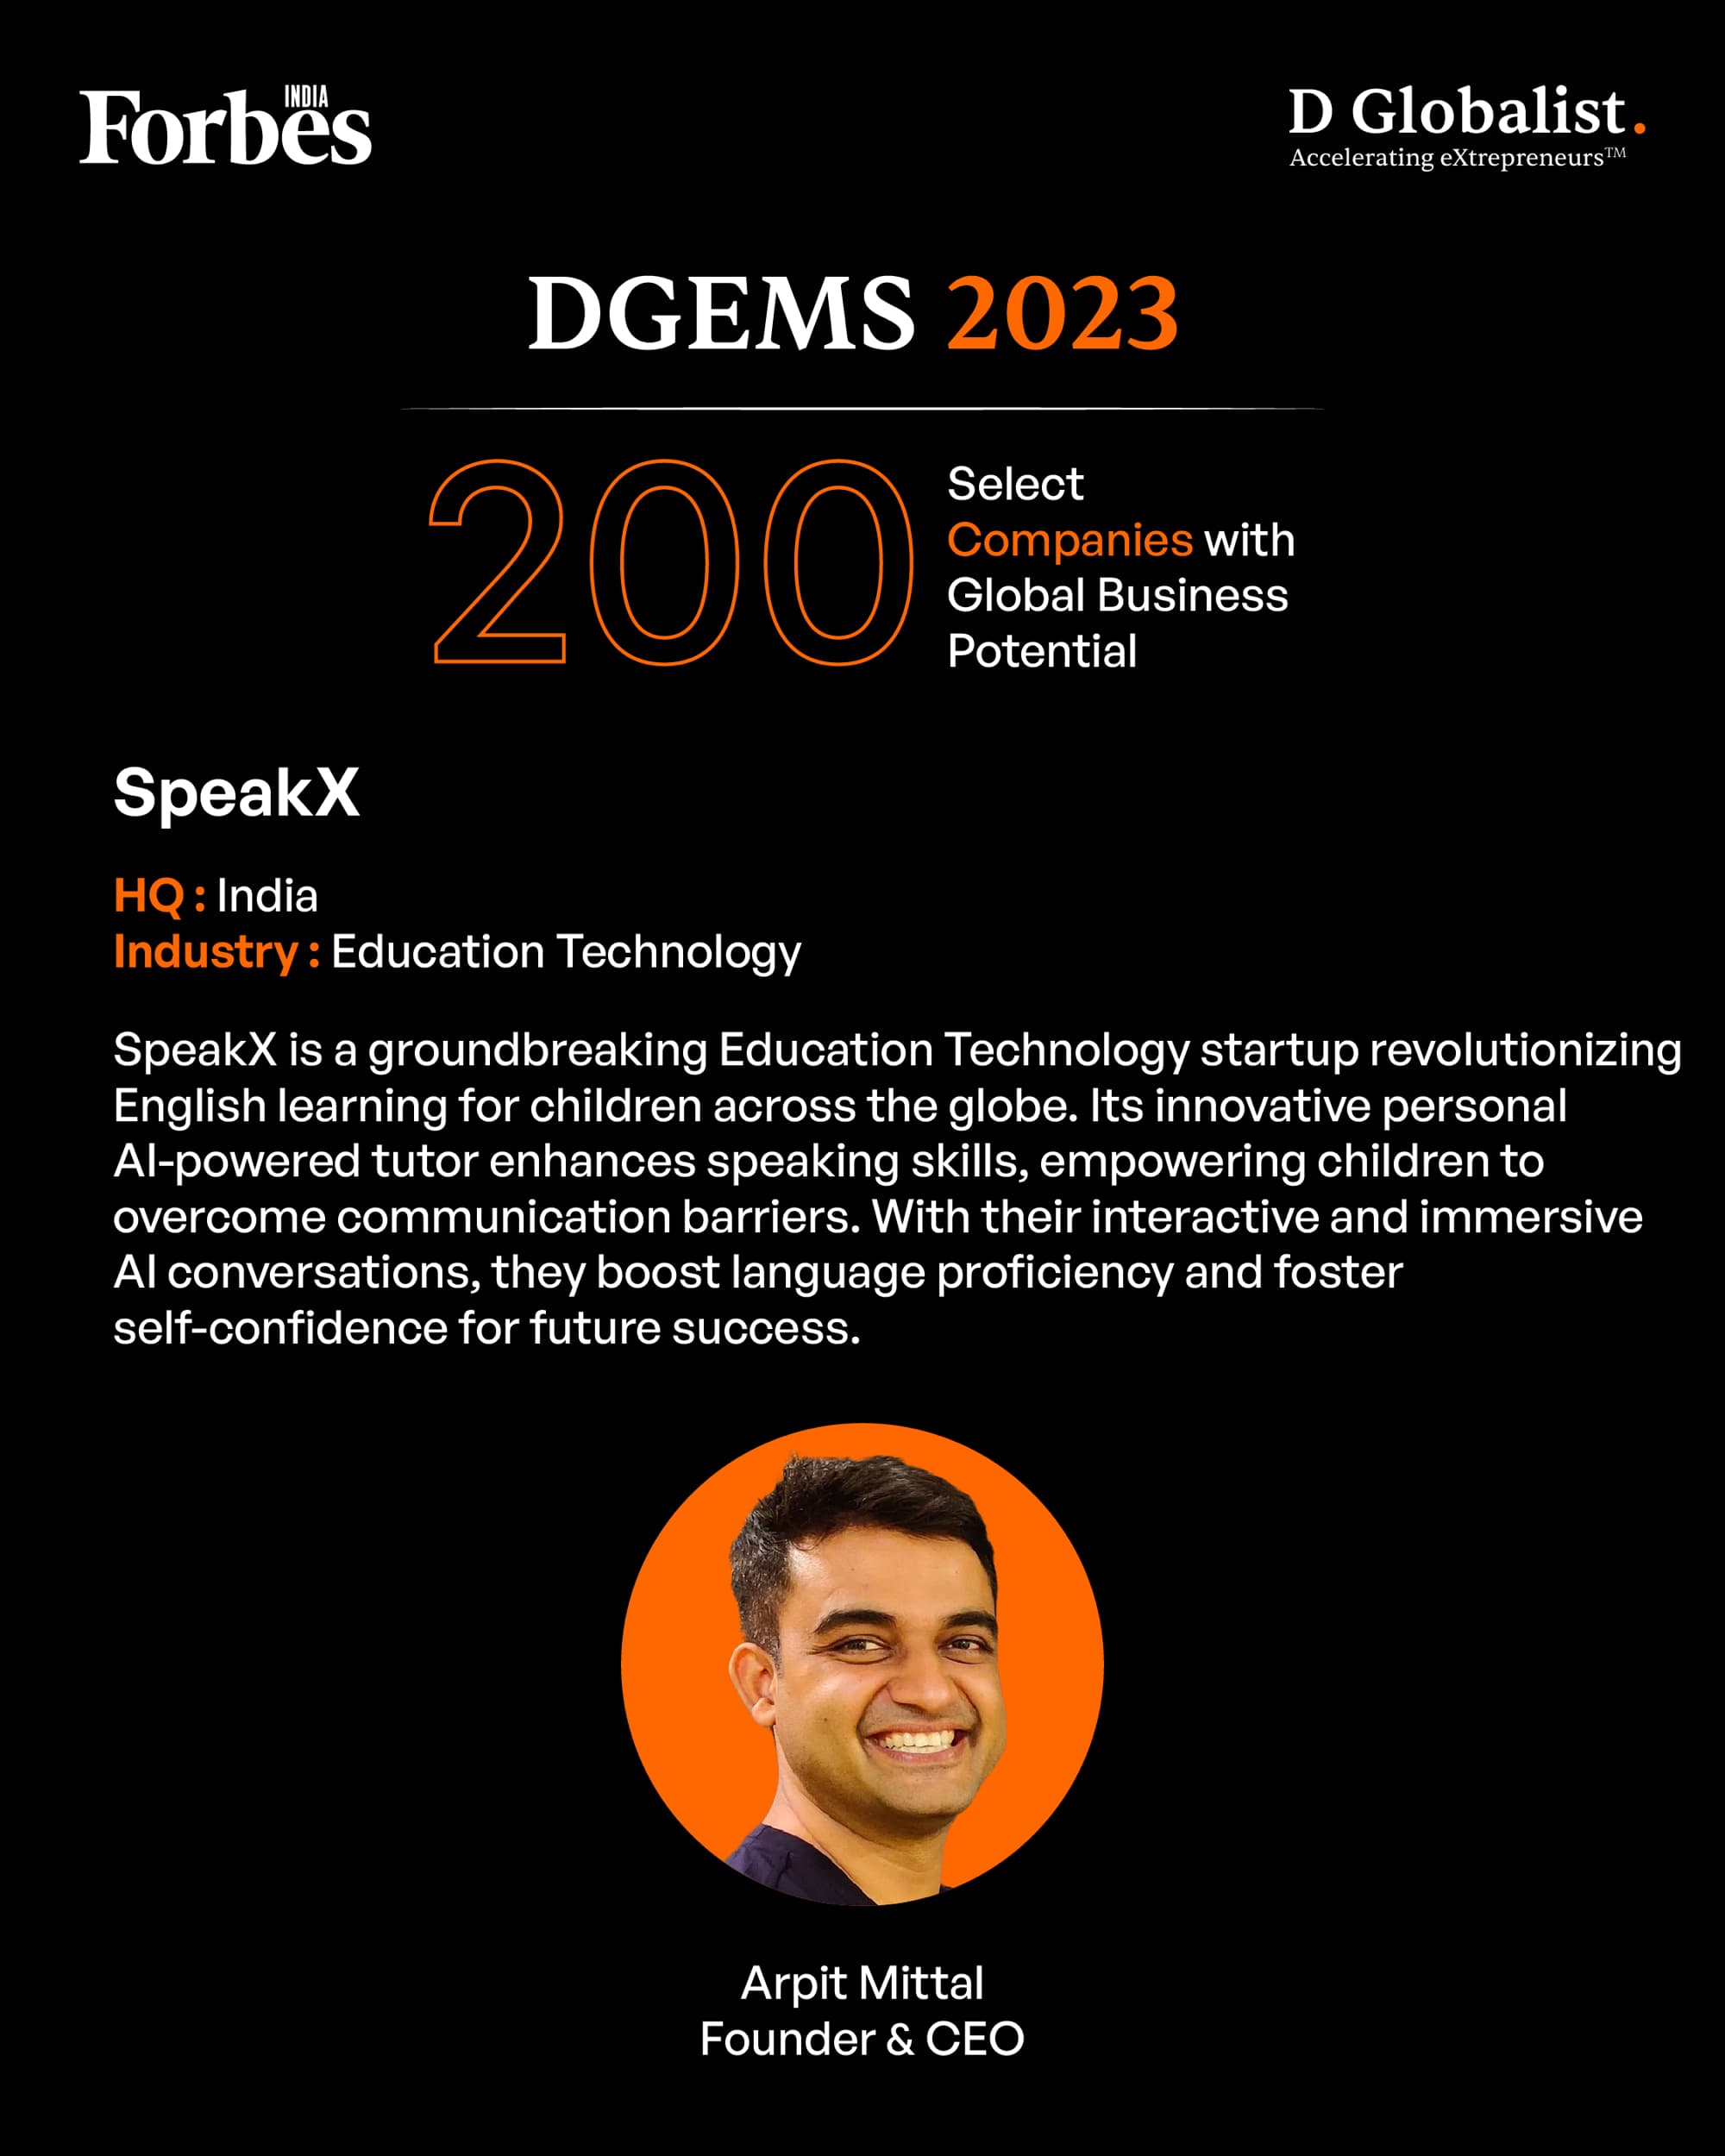 Forbes INDIA
D Globalist.
Accelerating eXtrepreneurs™
DGEMS 2023
200
Select
Companies with
Global Business
Potential
SpeakX
HQ : India
Industry : Education Technology
SpeakX is a groundbreaking Education Technology startup revolutionizing
English learning for children across the globe. Its innovative personal
AI-powered tutor enhances speaking skills, empowering children to
overcome communication barriers. With their interactive and immersive
AI conversations, they boost language proficiency and foster
self-confidence for future success.
Arpit Mittal
Founder & CEO